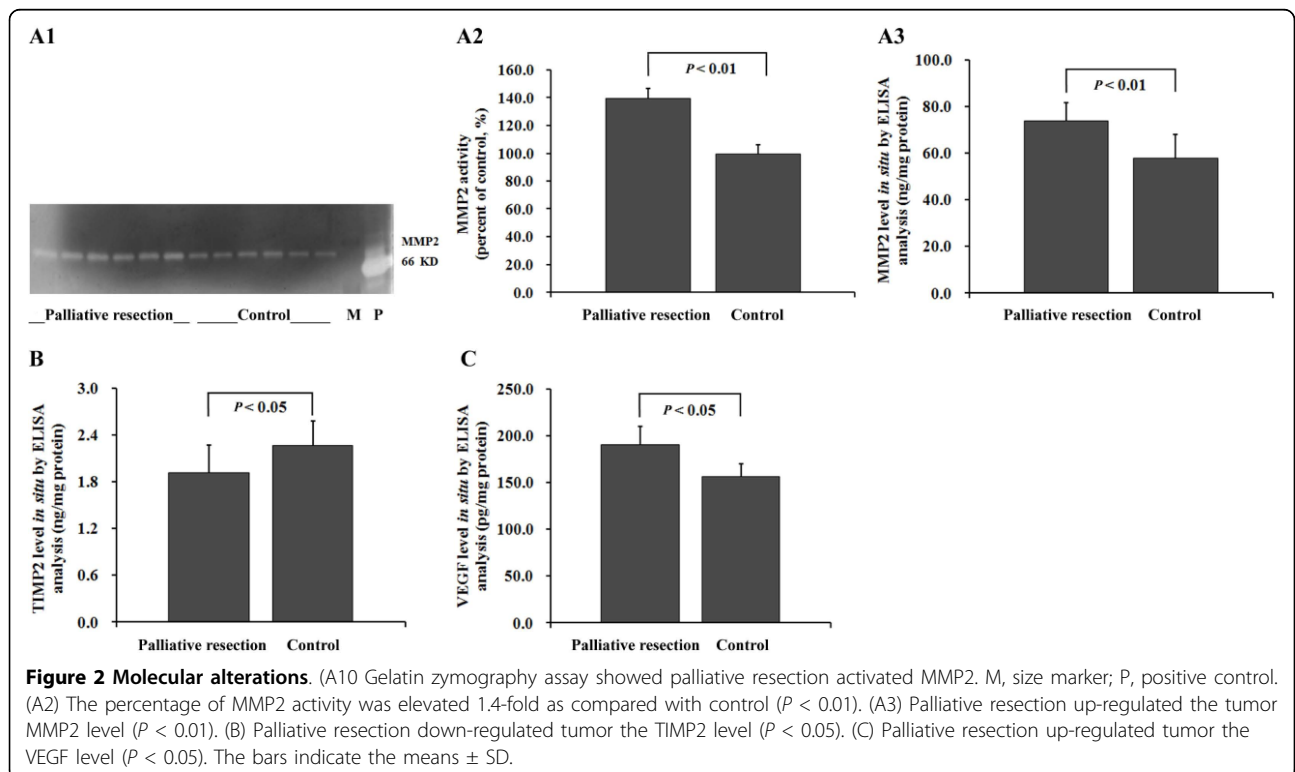 A1
MMP2
66 KD
__Palliative resection__ _____Control_____ M P
A2
MMP2 activity
(percent of control, %)
160.0
140.0
120.0
100.0
80.0
60.0
40.0
20.0
0.0
P < 0.01
Palliative resection Control
A3
MMP2 level in situ by ELISA
analysis (ng/mg protein)
100.0
80.0
60.0
40.0
20.0
0.0
P < 0.01
Palliative resection Control
B
TIMP2 level in situ by ELISA
analysis (ng/mg protein)
3.0
2.4
1.8
1.2
0.6
0.0
P < 0.05
Palliative resection Control
C
VEGF level in situ by ELISA
analysis (pg/mg protein)
250.0
200.0
150.0
100.0
50.0
0.0
P < 0.05
Palliative resection Control
Figure 2 Molecular alterations. (A10 Gelatin zymography assay showed palliative resection activated MMP2. M, size marker; P, positive control.
(A2) The percentage of MMP2 activity was elevated 1.4-fold as compared with control (P < 0.01). (A3) Palliative resection up-regulated the tumor
MMP2 level (P < 0.01). (B) Palliative resection down-regulated tumor the TIMP2 level (P < 0.05). (C) Palliative resection up-regulated tumor the
VEGF level (P < 0.05). The bars indicate the means ± SD.